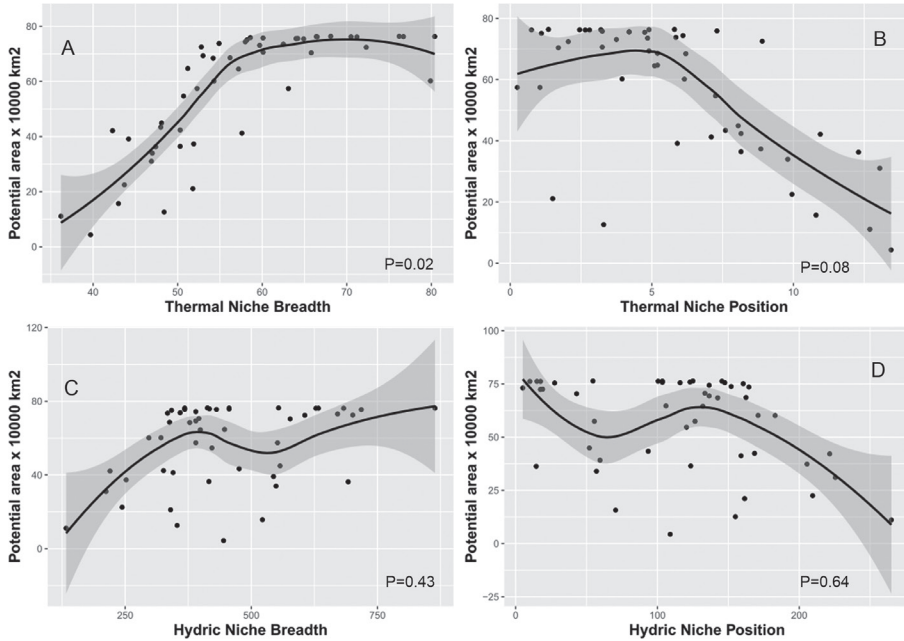 A
Potential area x 10000 km2
80
60
40
20
0
P=0.02
40 50 60 70 80
Thermal Niche Breadth
B
Potential area x 10000 km2
80
60
40
20
0
P=0.08
0 5 10
Thermal Niche Position
C
Potential area x 10000 km2
120
80
40
0
P=0.43
250 500 750
Hydric Niche Breadth
D
Potential area x 10000 km2
100
75
50
25
0
−25
P=0.64
0 100 200
Hydric Niche Position